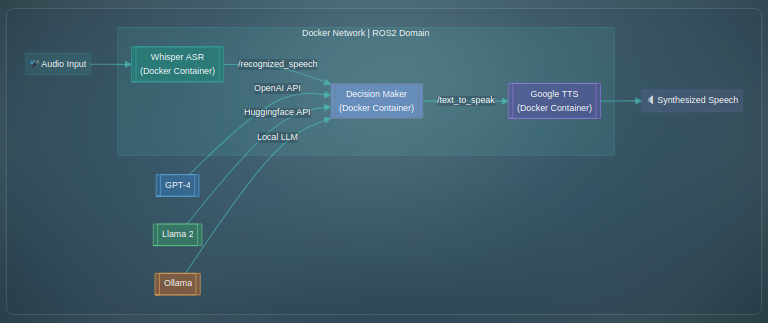 Docker Network | ROS2 Domain
Audio Input
Whisper ASR
(Docker Container)
/recognized_speech
OpenAI API
Huggingface API
Local LLM
Decision Maker
(Docker Container)
/text_to_speak
Google TTS
(Docker Container)
Synthesized Speech
GPT-4
Llama 2
Ollama